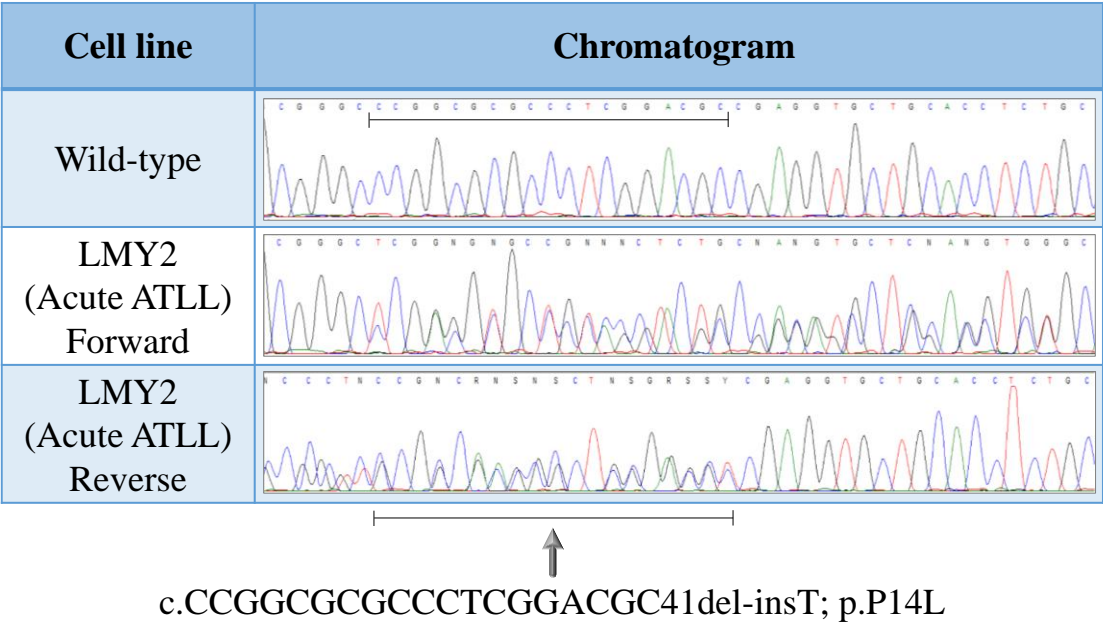 Cell line
Chromatogram
Wild-type
C G G G C C C G G C G C G C C C T C G G A C G C C G A G G T G C T G C A C C T C T G C
LMY2
(Acute ATLL)
Forward
C G G G C T C G G N G N G C C G N N N C T C T G C N A N G T G C T C N A N G T G G G C
LMY2
(Acute ATLL)
Reverse
N C C C T N C C G N C R N S N S C T N S G R S S Y C G A G G T G C T G C A C C T C T G C
c.CCGGCGCGCCCTCGGACGC41del-insT; p.P14L